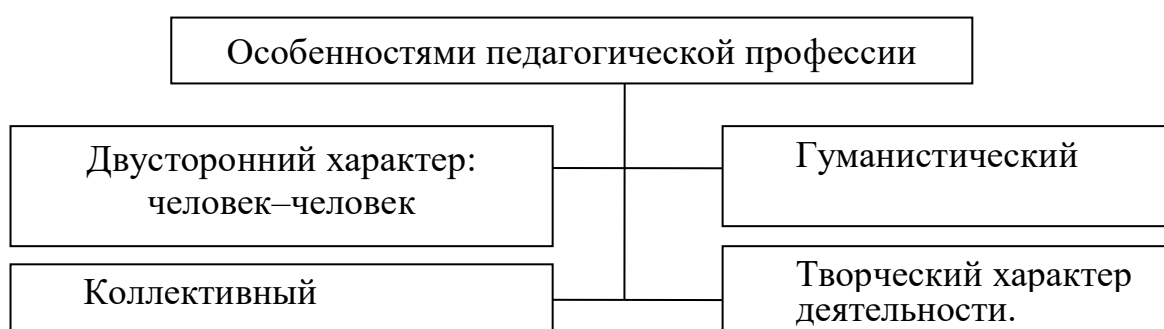 Особенностями педагогической профессии
Двусторонний характер:
человек–человек
Гуманистический
Коллективный
Творческий характер
деятельности.